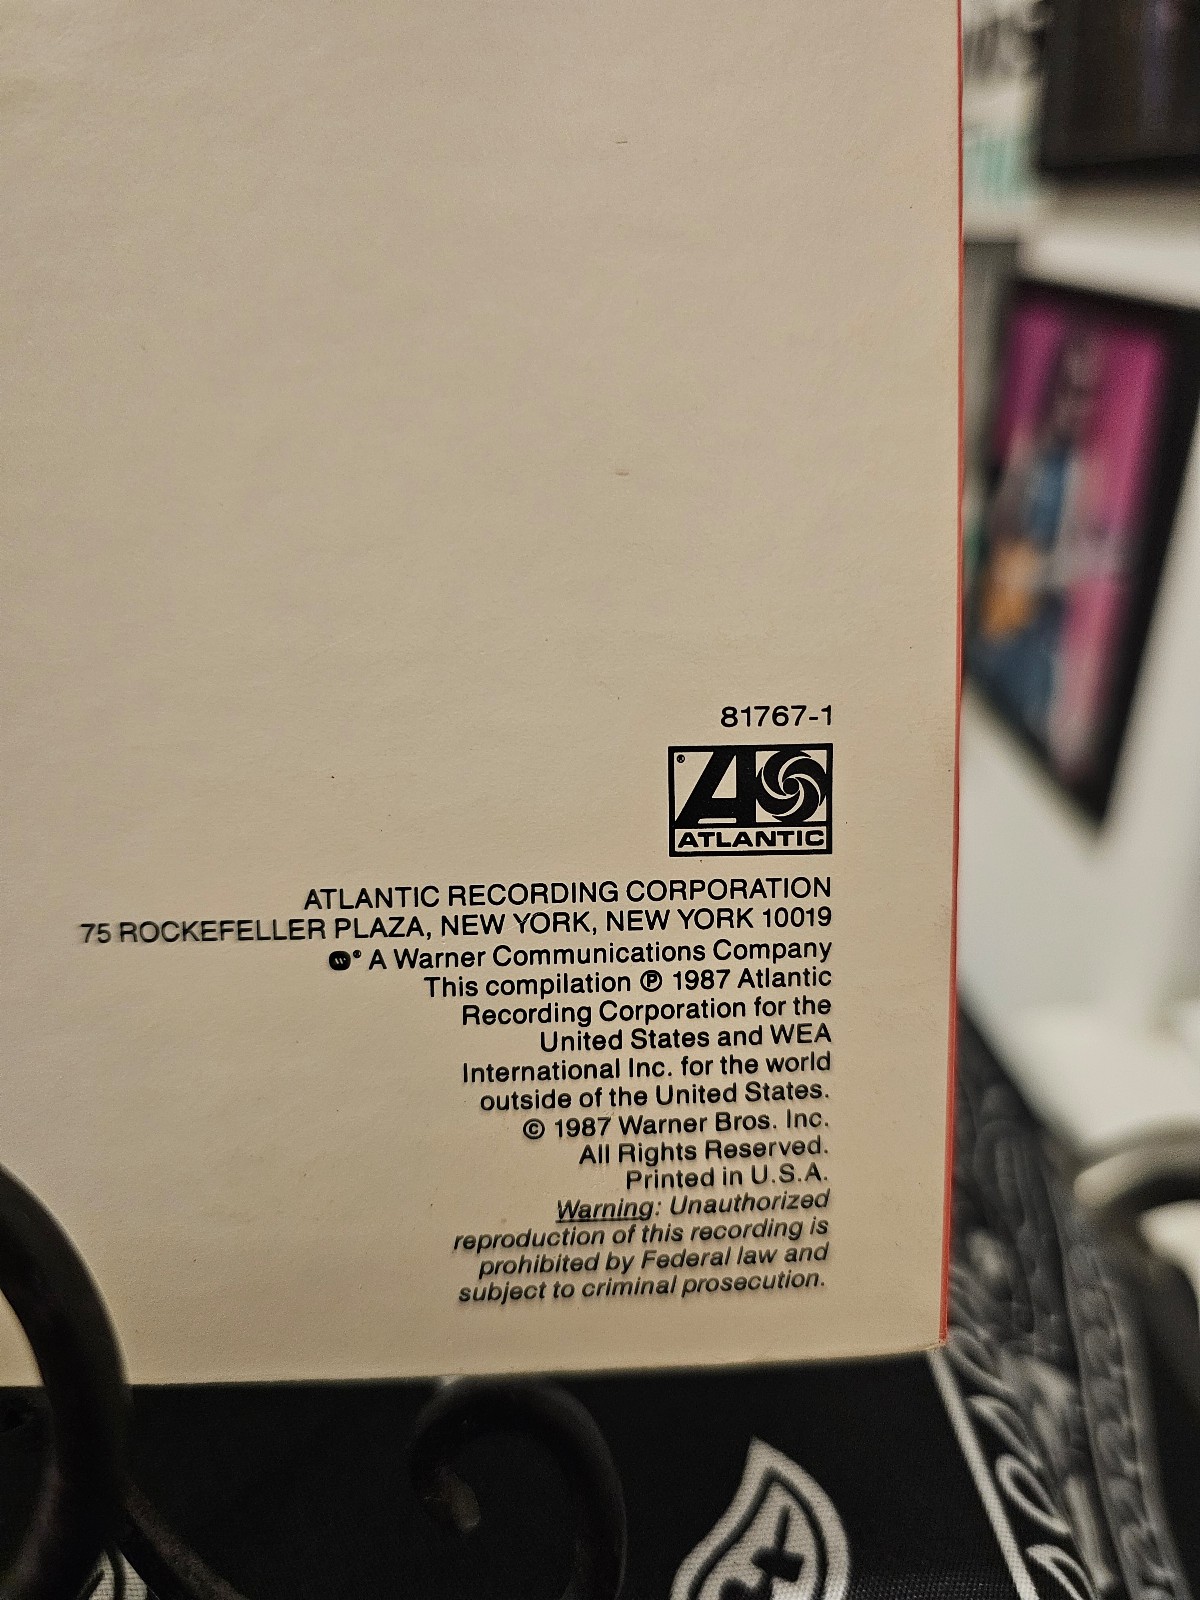 81767-1
®
ATLANTIC
ATLANTIC RECORDING CORPORATION
75 ROCKEFELLER PLAZA, NEW YORK, NEW YORK 10019
® A Warner Communications Company
This compilation ℗ 1987 Atlantic
Recording Corporation for the
United States and WEA
International Inc. for the world
outside of the United States.
© 1987 Warner Bros. Inc.
All Rights Reserved.
Printed in U.S.A.
Warning: Unauthorized
reproduction of this recording is
prohibited by Federal law and
subject to criminal prosecution.